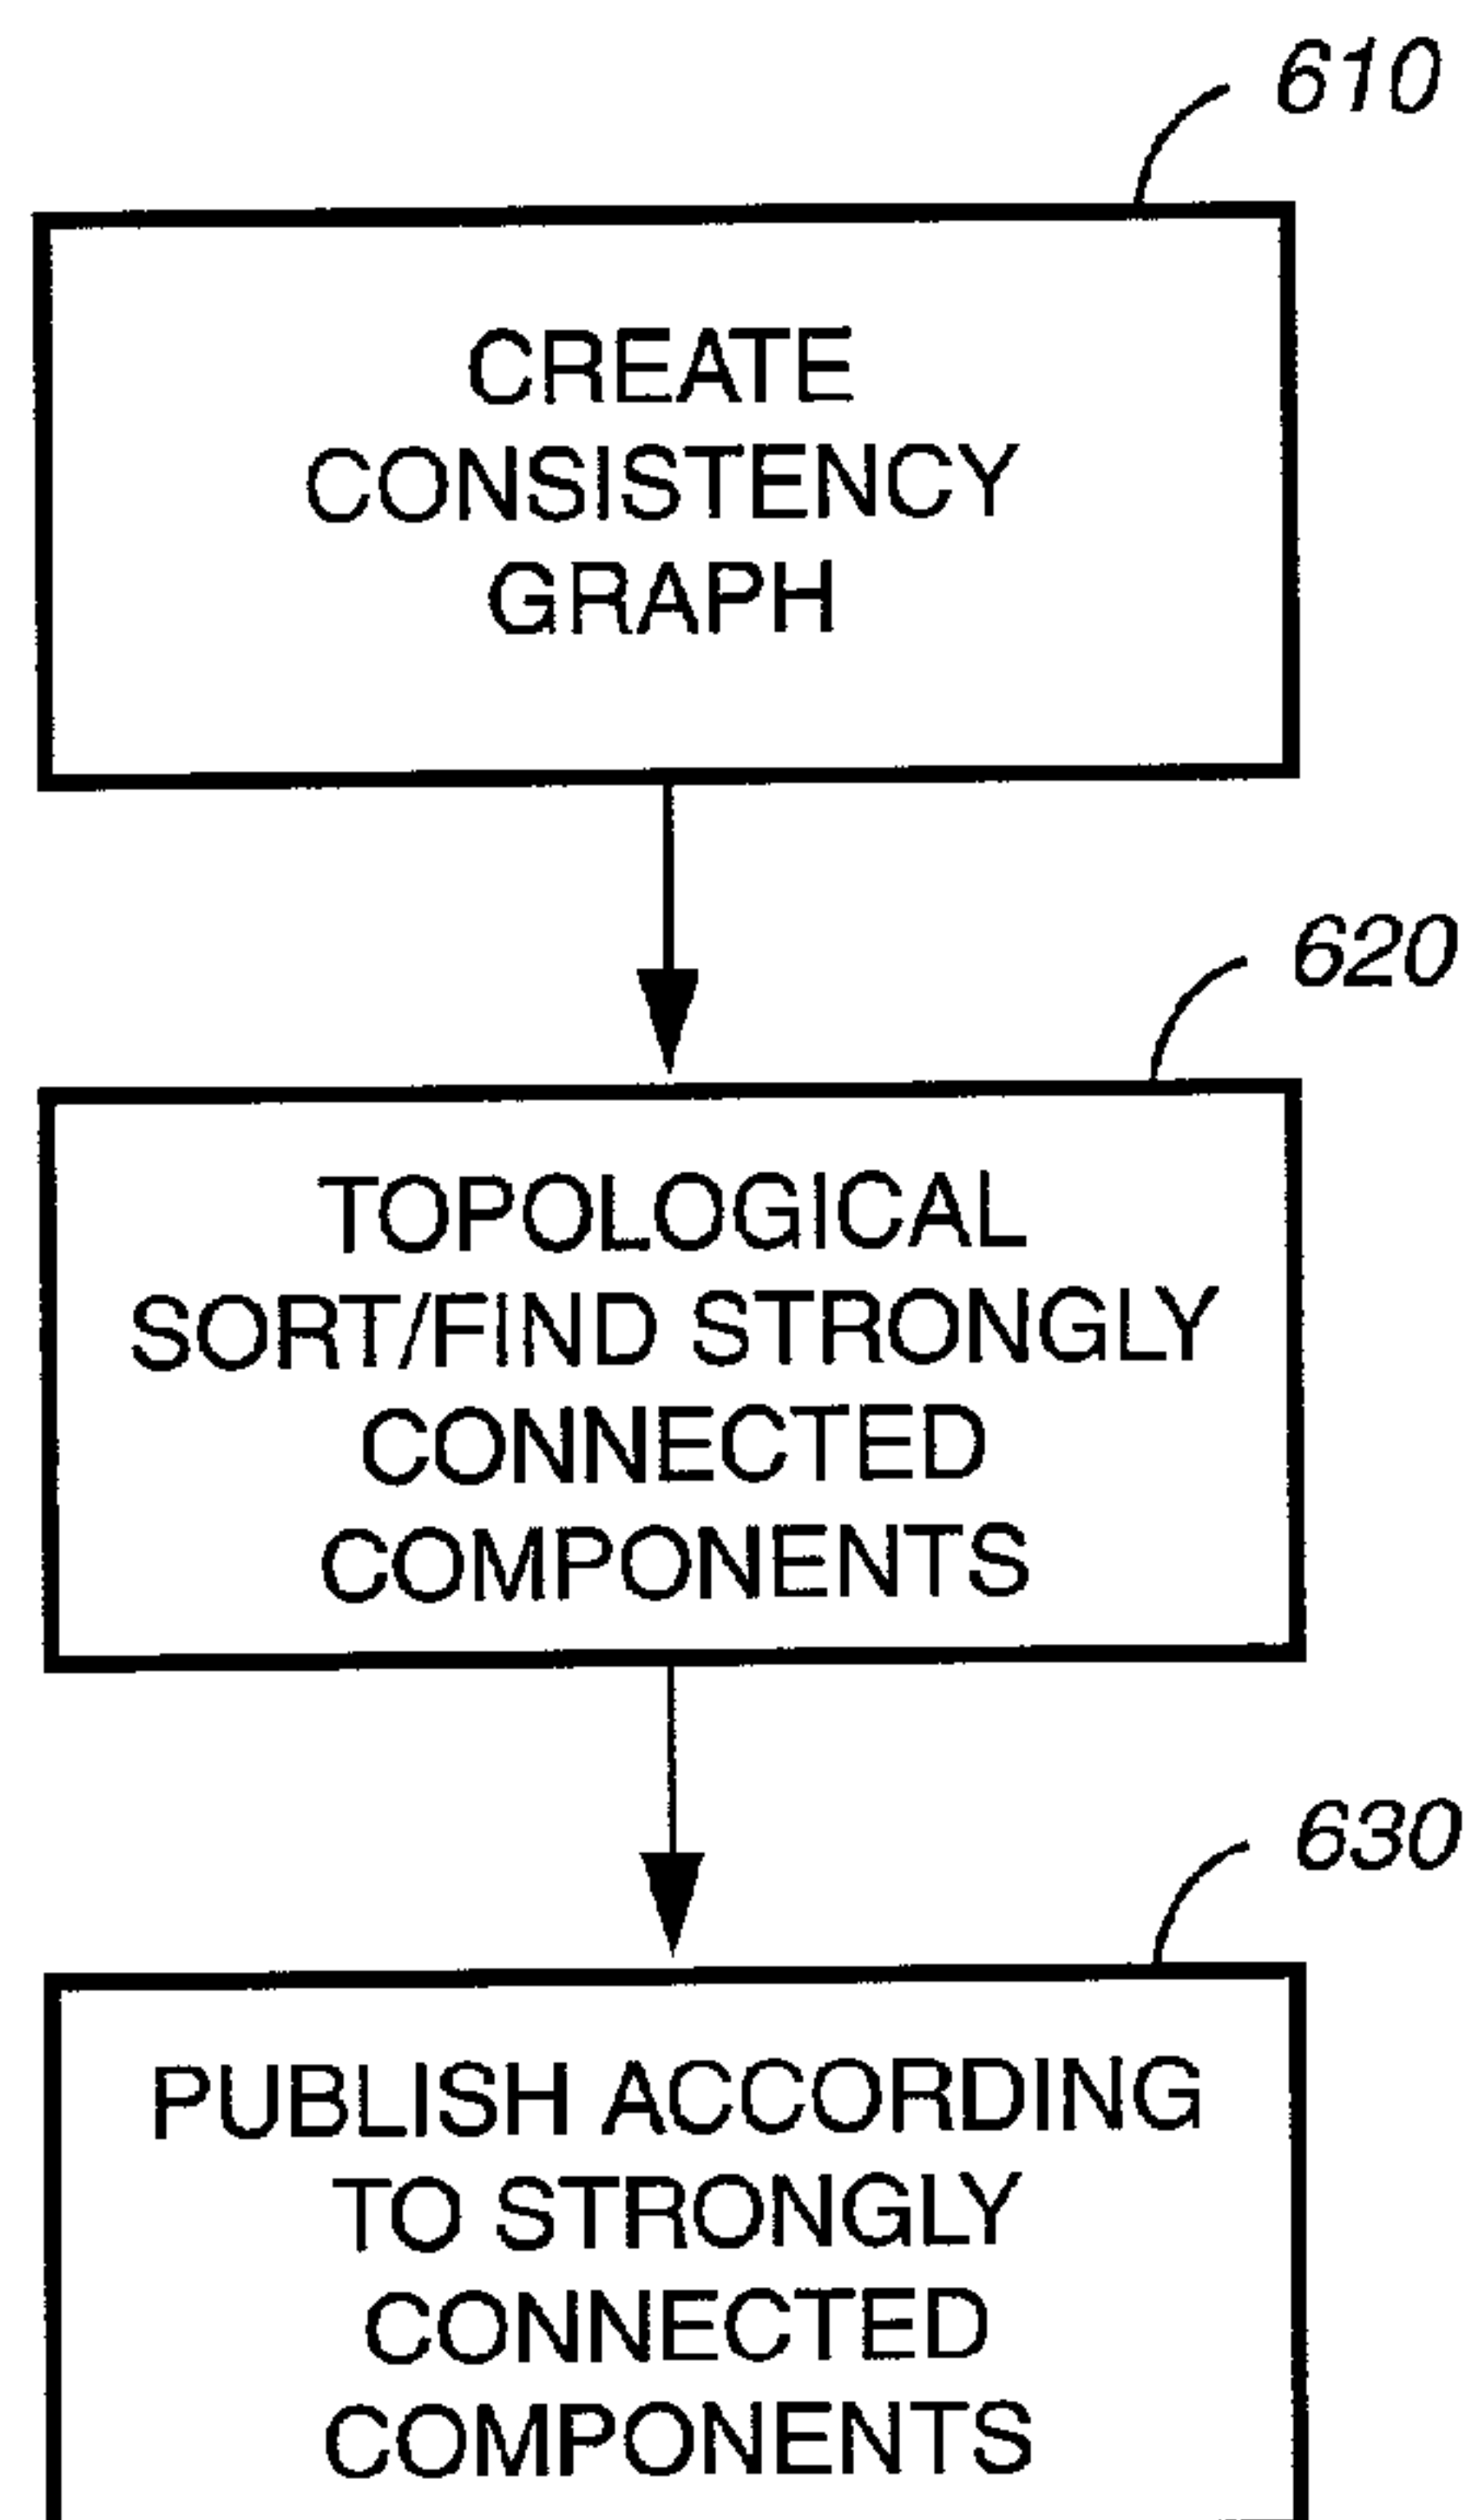 610
CREATE
CONSISTENCY
GRAPH
620
TOPOLOGICAL
SORT/FIND STRONGLY
CONNECTED
COMPONENTS
630
PUBLISH ACCORDING
TO STRONGLY
CONNECTED
COMPONENTS